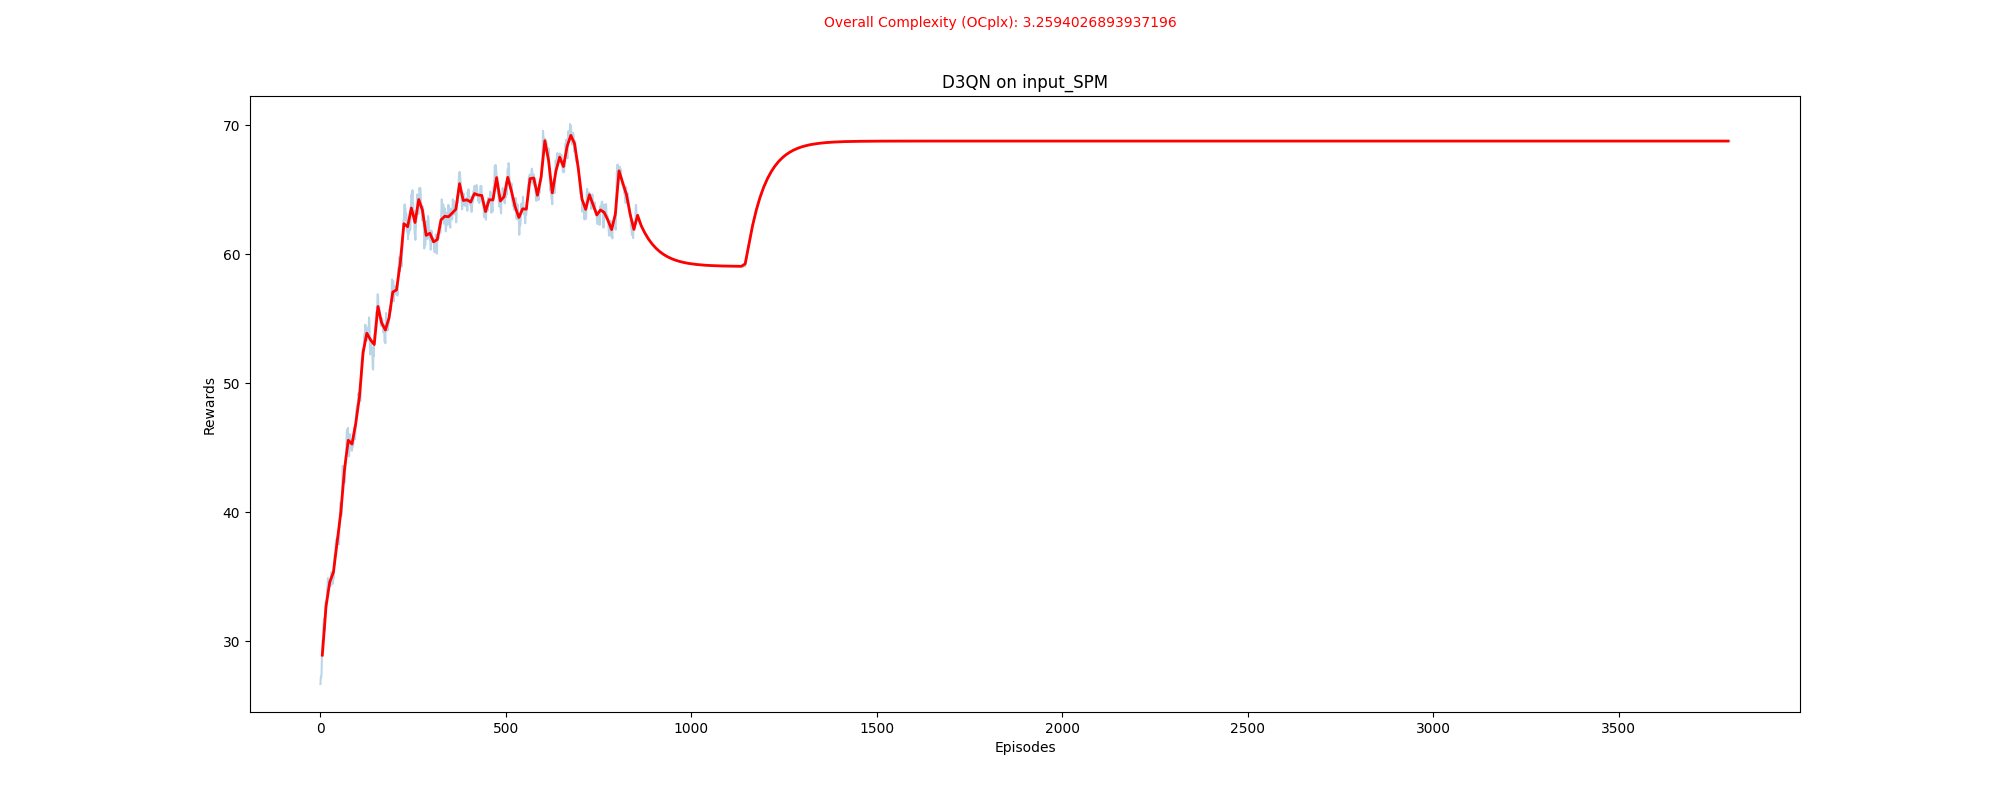 Overall Complexity (OCplx): 3.2594026893937196
D3QN on input_SPM
70
60
50
40
30
Rewards
0 500 1000 1500 2000 2500 3000 3500
Episodes